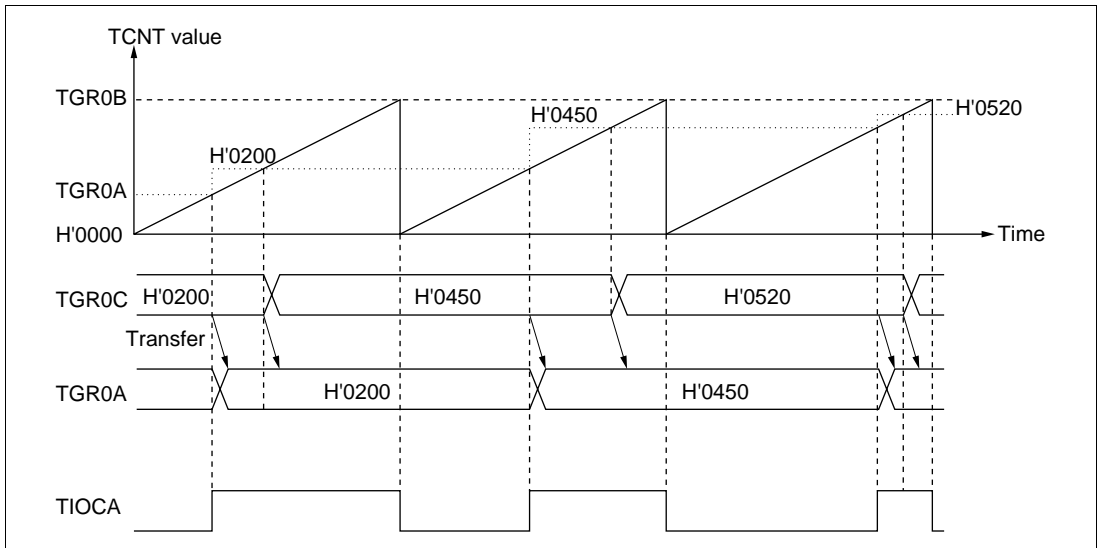 TCNT value
TGR0B
H'0520
H'0450
H'0200
TGR0A
H'0000
Time
TGR0C
H'0200
H'0450
H'0520
Transfer
TGR0A
H'0200
H'0450
TIOCA